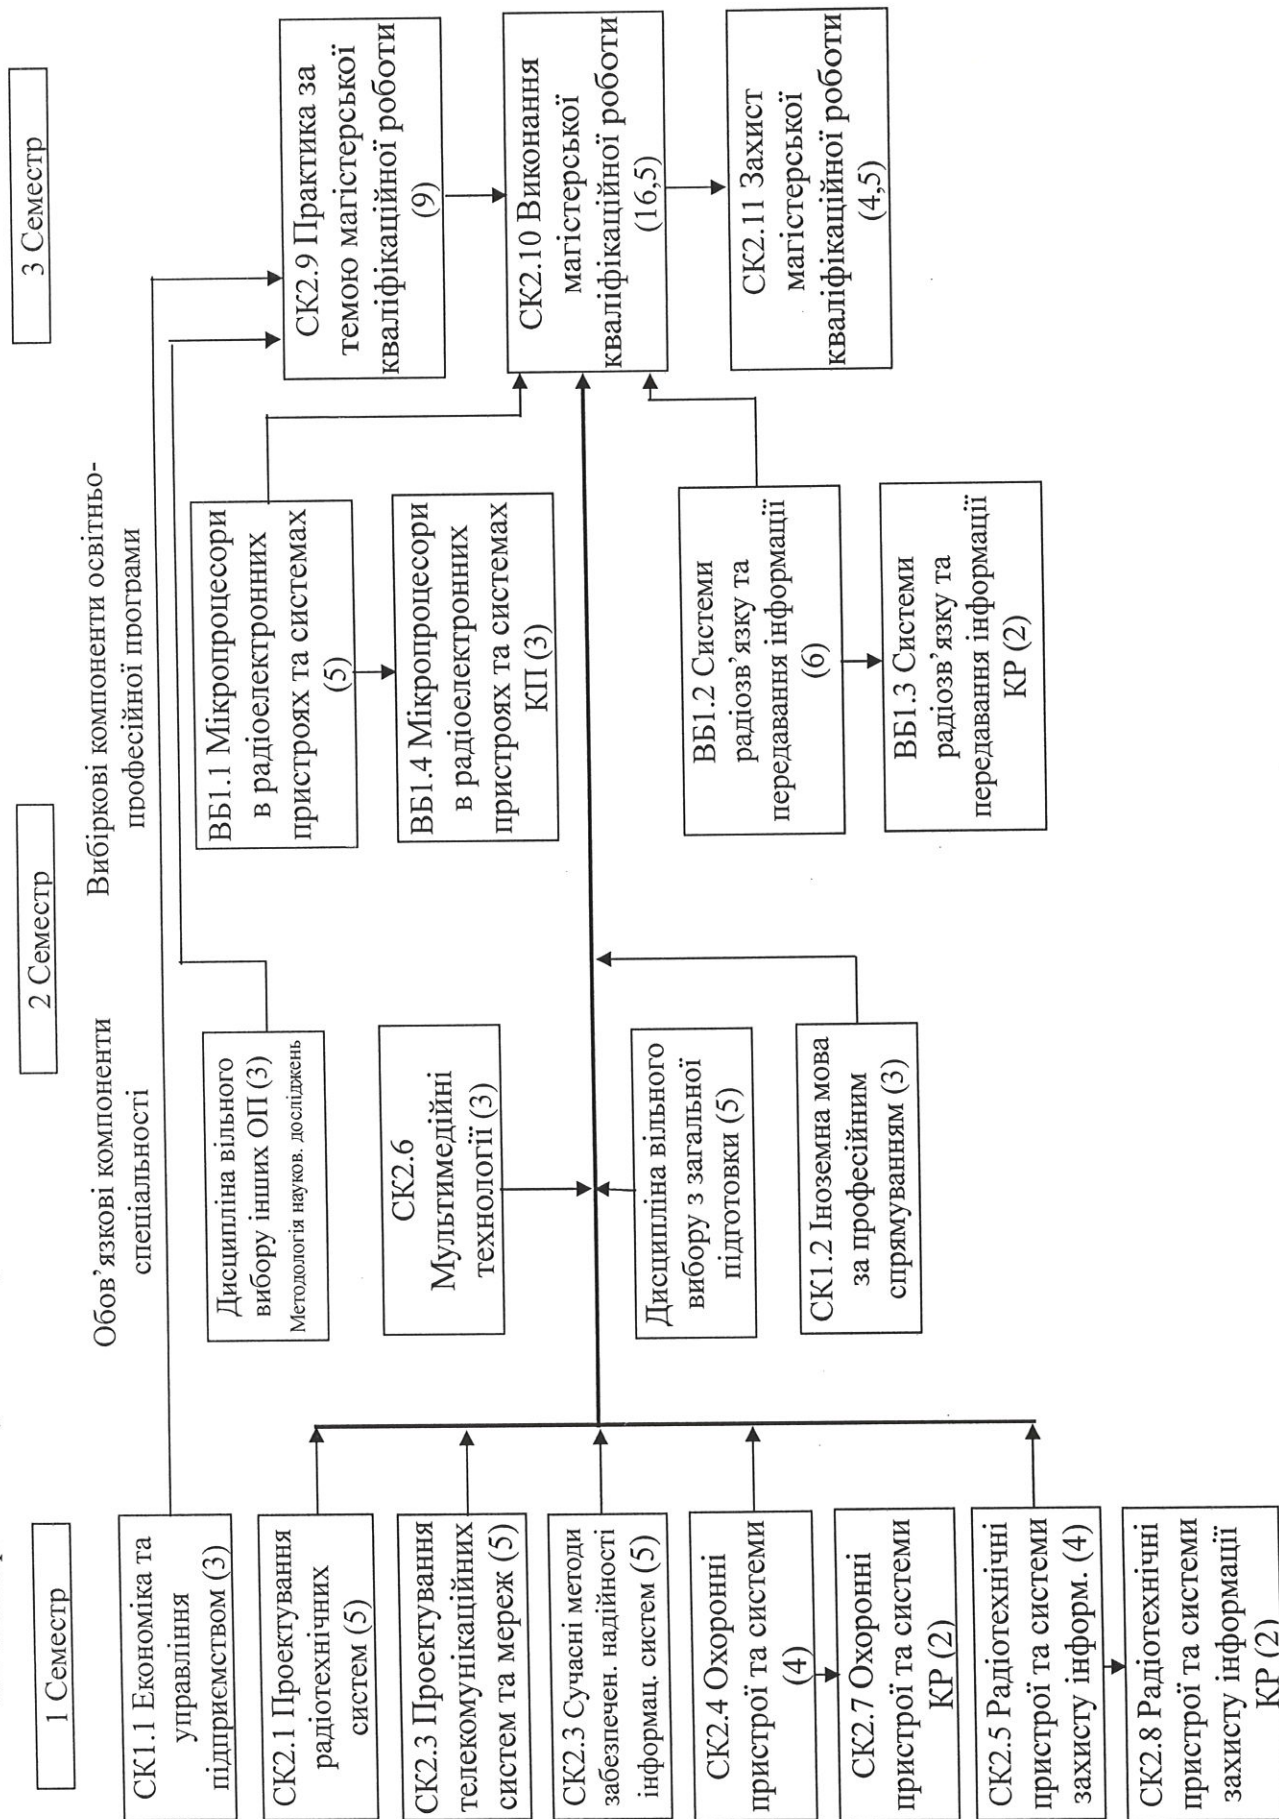 1 Семестр
2 Семестр
3 Семестр
Обов’язкові компоненти
спеціальності
Вибіркові компоненти освітньо-
професійної програми
СК1.1 Економіка та
управління
підприємством (3)
СК2.1 Проектування
радіотехнічних
систем (5)
СК2.3 Проектування
телекомунікаційних
систем та мереж (5)
СК2.3 Сучасні методи
забезпечен. надійності
інформац. систем (5)
СК2.4 Охоронні
пристрої та системи
(4)
СК2.7 Охоронні
пристрої та системи
КР (2)
СК2.5 Радіотехнічні
пристрої та системи
захисту інформ. (4)
СК2.8 Радіотехнічні
пристрої та системи
захисту інформації
КР (2)
Дисципліна вільного
вибору інших ОП (3)
Методологія науков. досліджень
СК2.6
Мультимедійні
технології (3)
Дисципліна вільного
вибору з загальної
підготовки (5)
СК1.2 Іноземна мова
за професійним
спрямуванням (3)
ВБ1.1 Мікропроцесори
в радіоелектронних
пристроях та системах
(5)
ВБ1.4 Мікропроцесори
в радіоелектронних
пристроях та системах
КП (3)
ВБ1.2 Системи
радіозв’язку та
передавання інформації
(6)
ВБ1.3 Системи
радіозв’язку та
передавання інформації
КР (2)
СК2.9 Практика за
темою магістерської
кваліфікаційної роботи
(9)
СК2.10 Виконання
магістерської
кваліфікаційної роботи
(16,5)
СК2.11 Захист
магістерської
кваліфікаційної роботи
(4,5)